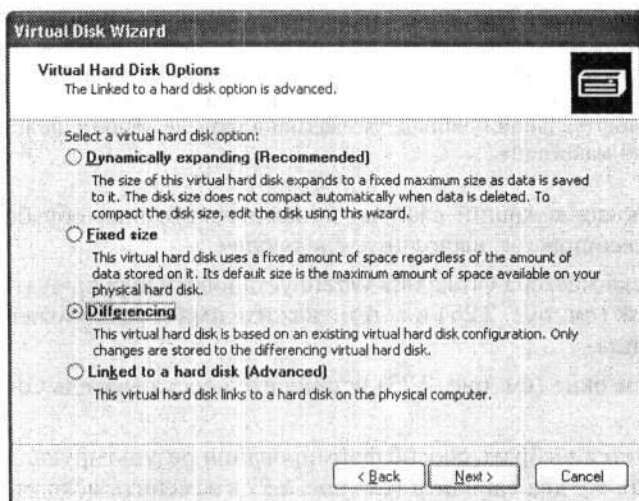 Virtual Disk Wizard
Virtual Hard Disk Options
The Linked to a hard disk option is advanced.
Select a virtual hard disk option:
Dynamically expanding (Recommended)
The size of this virtual hard disk expands to a fixed maximum size as data is saved
to it. The disk size does not compact automatically when data is deleted. To
compact the disk size, edit the disk using this wizard.
Fixed size
This virtual hard disk uses a fixed amount of space regardless of the amount of
data stored on it. Its default size is the maximum amount of space available on your
physical hard disk.
Differencing
This virtual hard disk is based on an existing virtual hard disk configuration. Only
changes are stored to the differencing virtual hard disk.
Linked to a hard disk (Advanced)
This virtual hard disk links to a hard disk on the physical computer.
< Back Next > Cancel